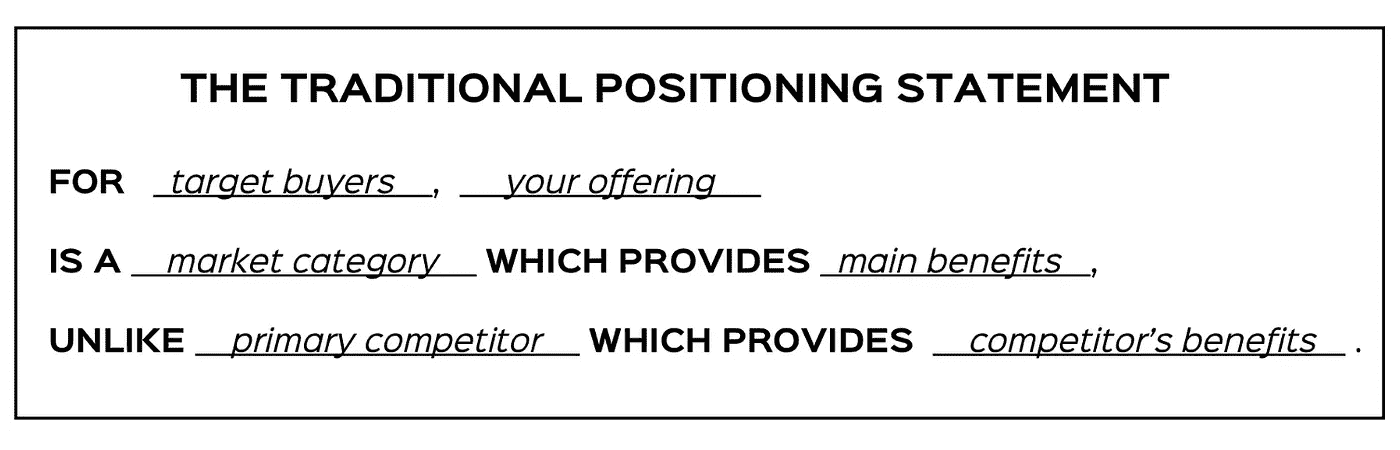 THE TRADITIONAL POSITIONING STATEMENT
FOR target buyers, your offering
IS A market category WHICH PROVIDES main benefits,
UNLIKE primary competitor WHICH PROVIDES competitor’s benefits.